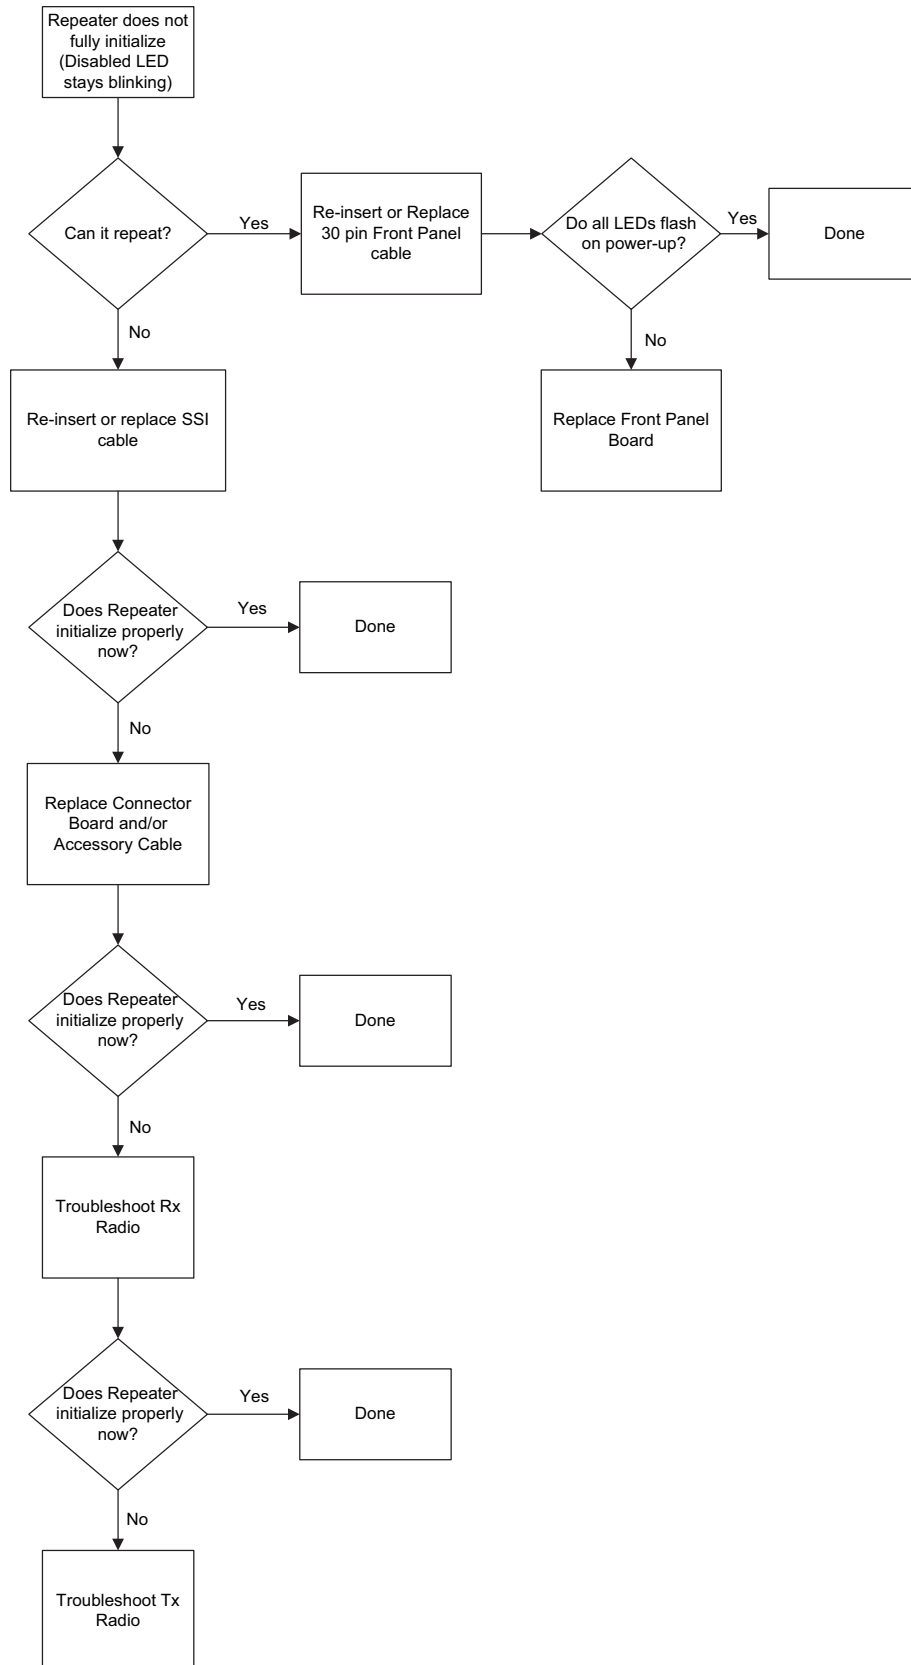 Repeater does not
fully initialize
(Disabled LED
stays blinking)
Can it repeat?
Yes
Re-insert or Replace
30 pin Front Panel
cable
Do all LEDs flash
on power-up?
Yes
Done
No
No
Re-insert or replace SSI
cable
Replace Front Panel
Board
Does Repeater
initialize properly
now?
Yes
Done
No
Replace Connector
Board and/or
Accessory Cable
Does Repeater
initialize properly
now?
Yes
Done
No
Troubleshoot Rx
Radio
Does Repeater
initialize properly
now?
Yes
Done
No
Troubleshoot Tx
Radio